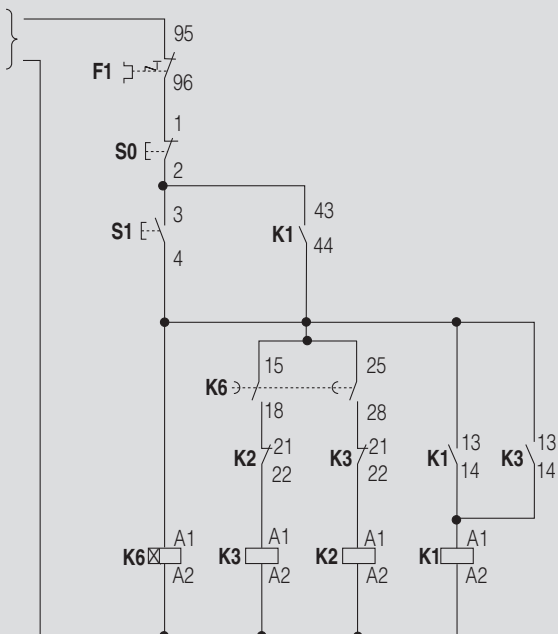 95
F1
96
1
S0
2
3
S1
4
43
K1
44
15 25
K6
18 28
21 21 13 13
K2 K3 K1 K3
22 22 14 14
A1 A1 A1 A1
K6 K3 K2 K1
A2 A2 A2 A2